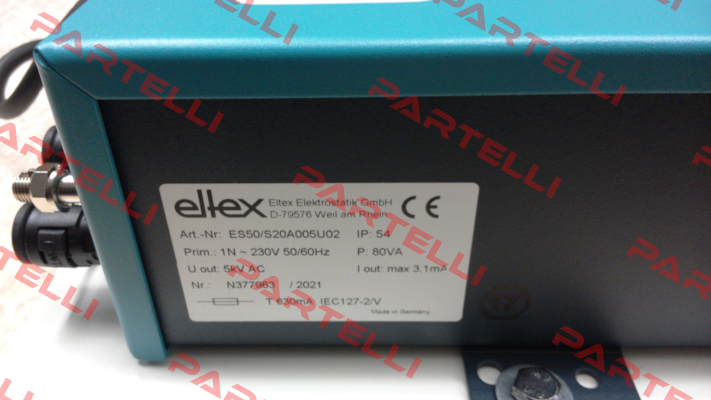 eltex Eltex Elektrostatik GmbH CE
D-79576 Weil am Rhein
Art.-Nr: ES50/S20A005U02 IP: 54
Prim.: 1N ~ 230V 50/60Hz P: 80VA
U out: 5kV AC I out: max 3,1mA
Nr.: N377963 / 2021
T 630mA IEC127-2/V
Made in Germany
PARTELLI
PARTELLI
PARTELLI
PARTELLI
PARTELLI
PARTELLI
PARTELLI